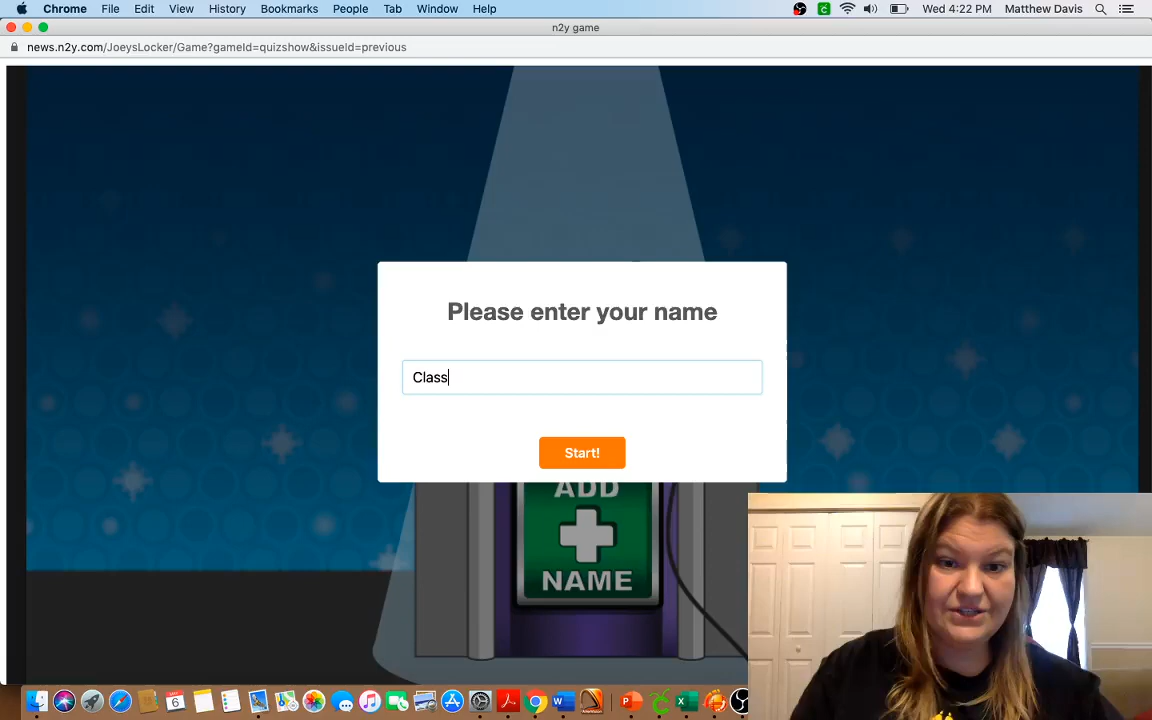 Chrome File Edit View History Bookmarks People Tab Window Help Wed 4:22 PM Matthew Davis
n2y game
news.n2y.com/JoeysLocker/Game?gameId=quizshow&issueId=previous
Please enter your name
Class
Start!
ADD
NAME
6
W
P
X